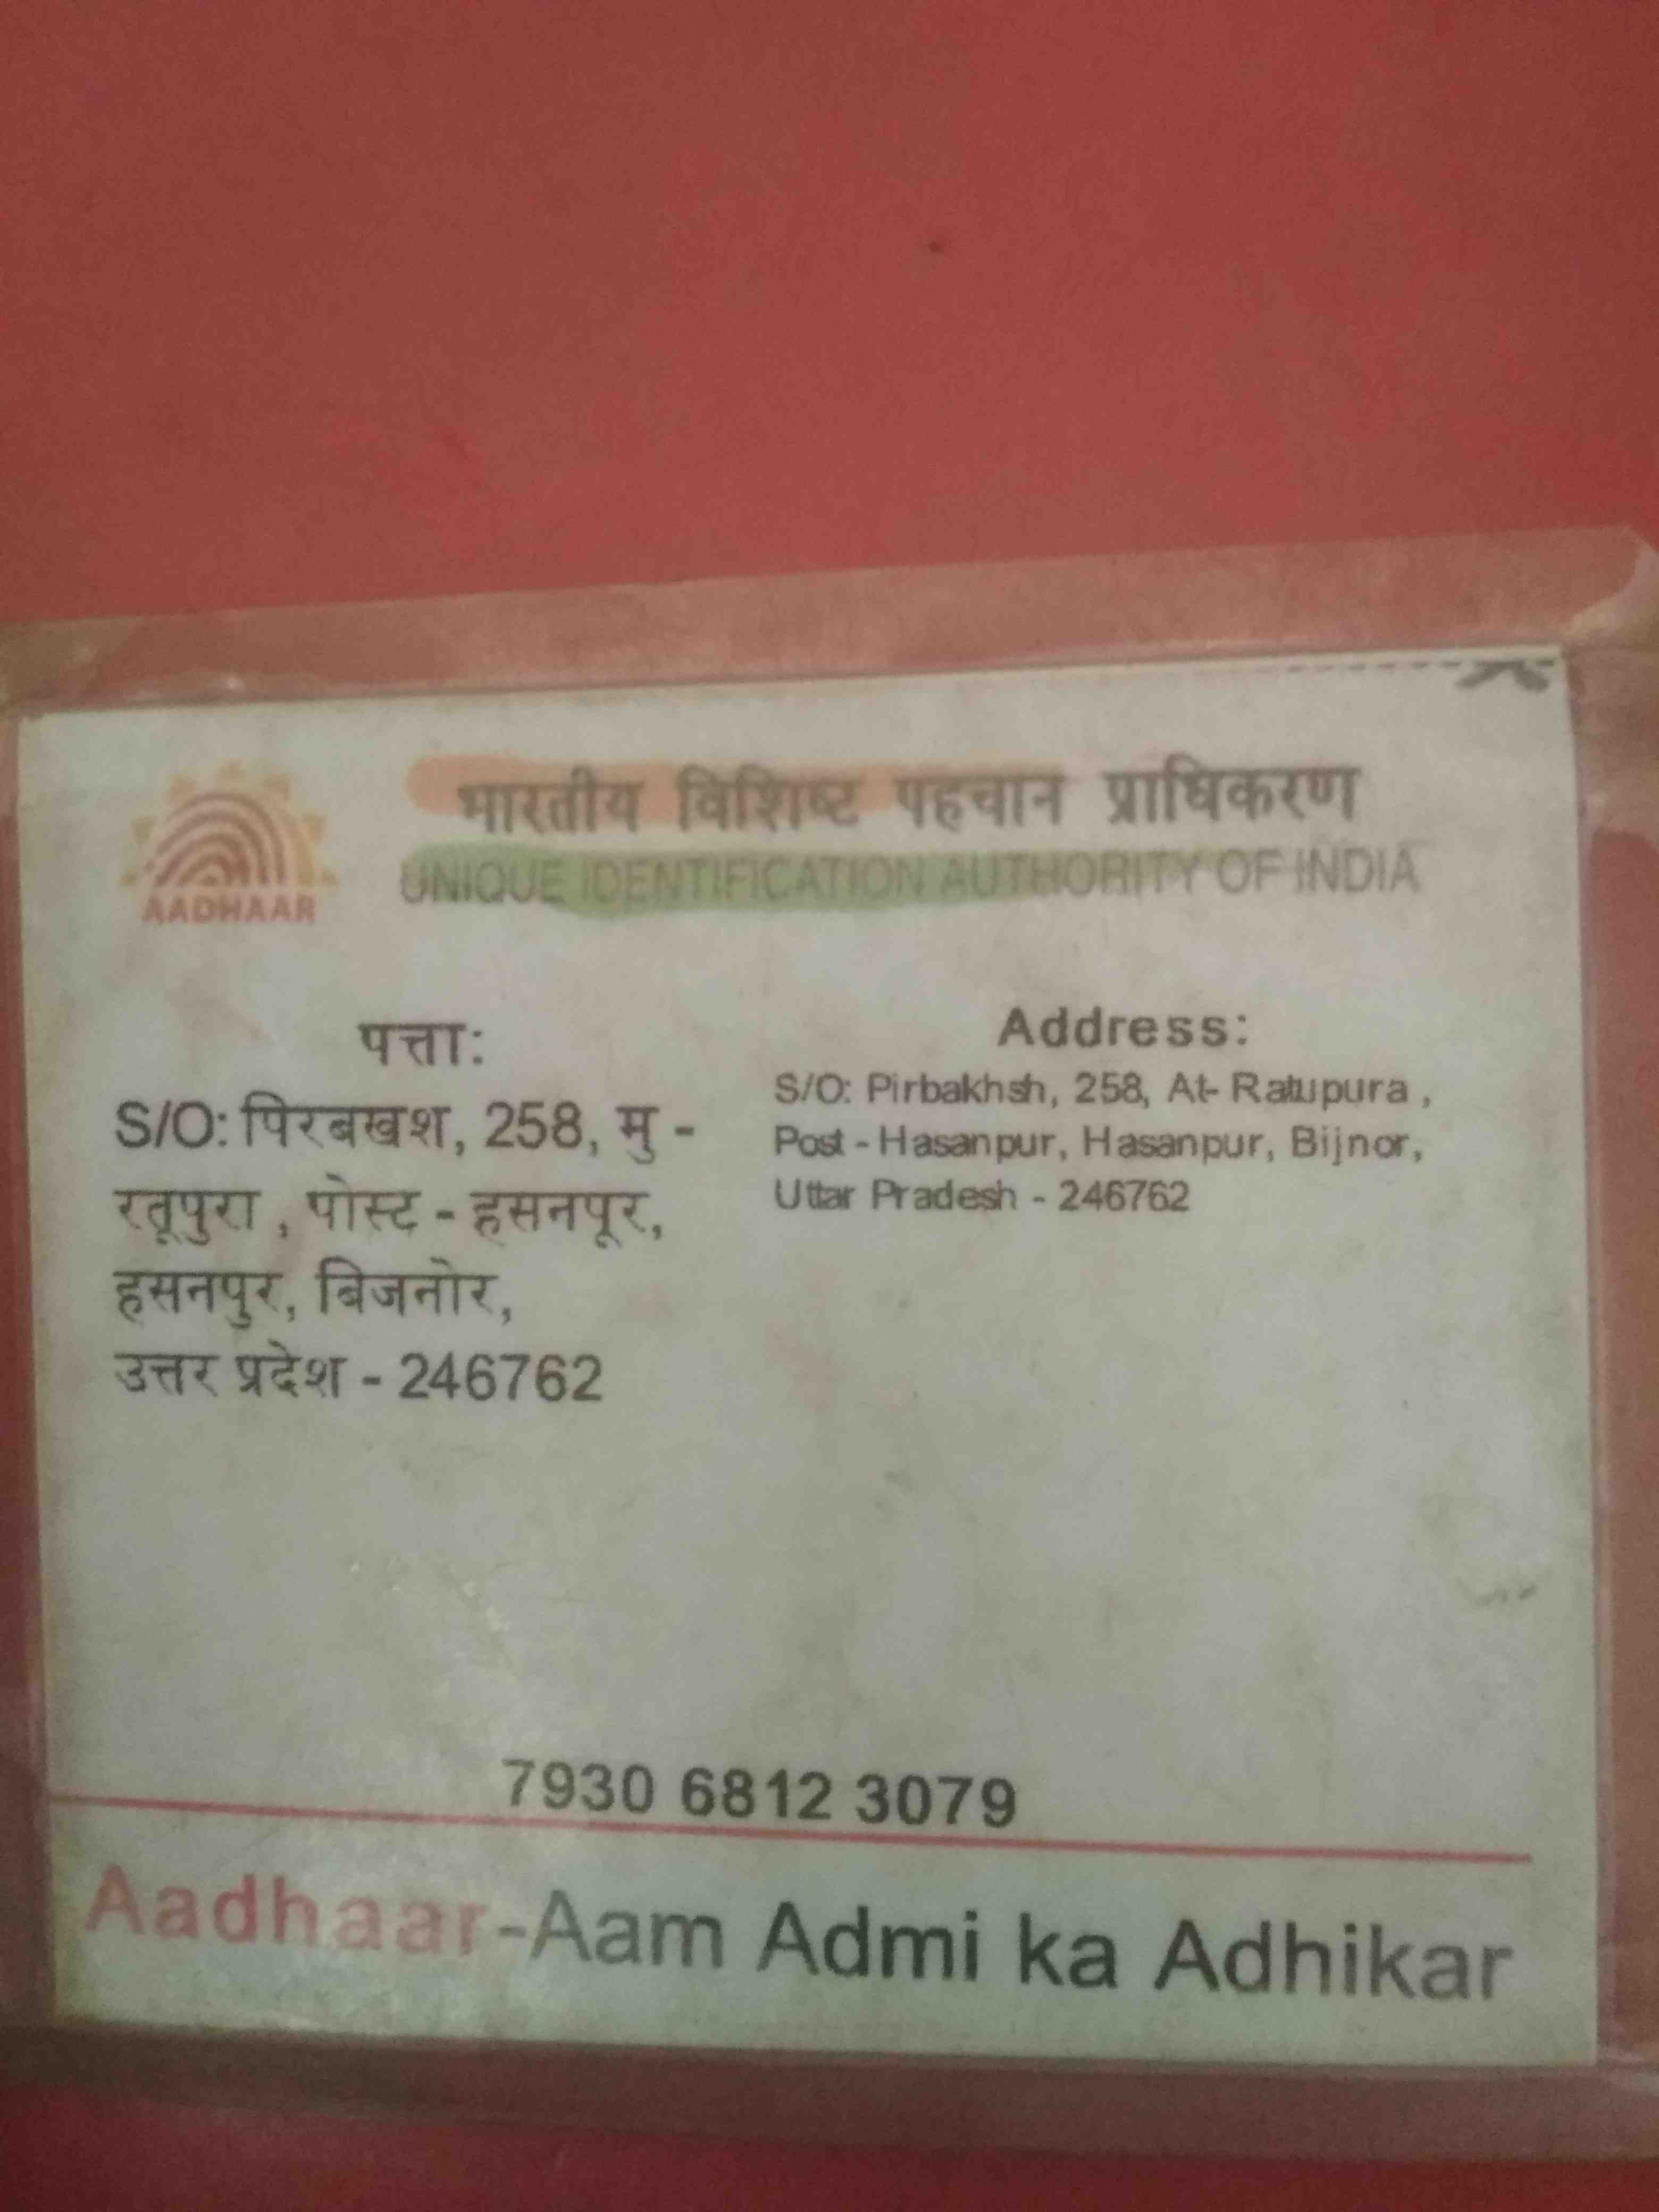 भारतीय विशिष्ट पहचान प्राधिकरण
UNIQUE IDENTIFICATION AUTHORITY OF INDIA
AADHAAR
पत्ता:
S/O: पिरबखश, 258, मु -
रतूपुरा , पोस्ट - हसनपूर,
हसनपुर, बिजनोर,
उत्तर प्रदेश - 246762
Address:
S/O: Pirbakhsh, 258, At- Ratupura ,
Post - Hasanpur, Hasanpur, Bijnor,
Uttar Pradesh - 246762
7930 6812 3079
Aadhaar-Aam Admi ka Adhikar